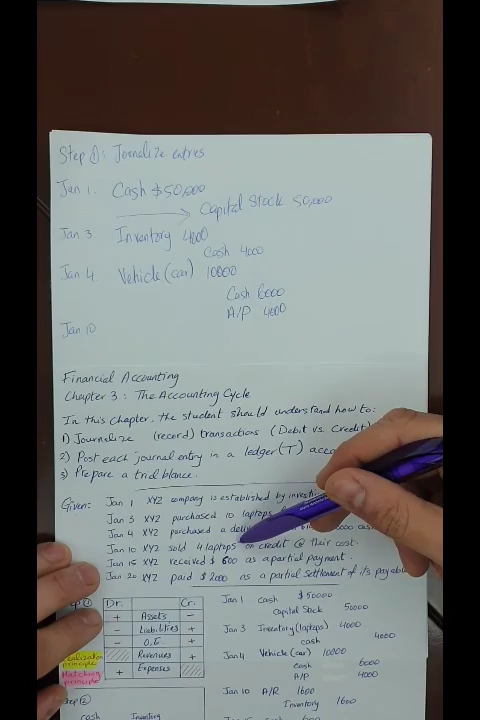 Step ①: Journalize entries
Jan 1. Cash $50,000
Capital Stock 50,000
Jan 3 Inventory 4000
Cash 4000
Jan 4 Vehicle (car) 10000
Cash 6000
A/P 4000
Jan 10
Financial Accounting
Chapter 3: The Accounting Cycle
In this Chapter, the student should understand how to:
1) Journalize (record) transactions (Debit vs Credit)
2) Post each journal entry in a ledger (T)
3) Prepare a trial blance.
Given: Jan 1 XYZ company is established by
Jan 3 XYZ purchased 10 laptops
Jan 4 XYZ purchased a
Jan 10 XYZ sold 4 laptops on credit @ their cost.
Jan 15 XYZ received $ 600 as a partial payment.
Jan 20 XYZ paid $ 2000 as a partial settlement of its
Dr. Cr.
+ Assets -
- Liabilities +
- O.E. +
Revenues +
+ Expenses
principle
Matching
principle
Step ②
cash Inventory
Jan 1 Cash $ 50000
Capital Stock 50000
Jan 3 Inventory (laptops) 4000
cash 4000
Jan 4 Vehicle (car) 10000
cash 6000
A/P 4000
Jan 10 A/R 1600
Inventory 1600